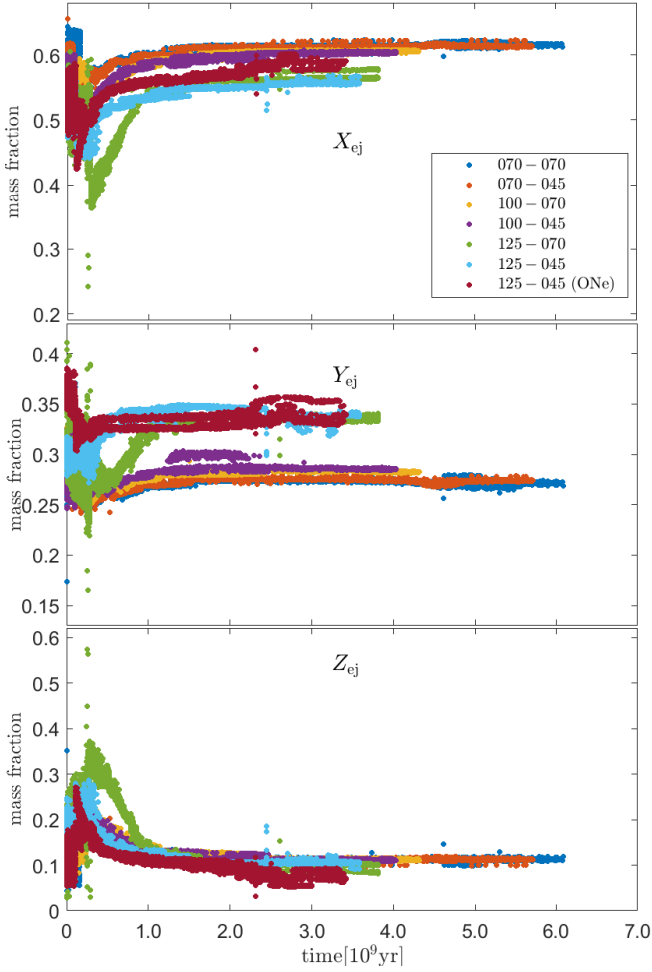 0.6
0.5
0.4
0.3
0.2
mass fraction
X_ej
070 − 070
070 − 045
100 − 070
100 − 045
125 − 070
125 − 045
125 − 045 (ONe)
0.4
0.35
0.3
0.25
0.2
0.15
mass fraction
Y_ej
0.6
0.5
0.4
0.3
0.2
0.1
0
mass fraction
Z_ej
0 1.0 2.0 3.0 4.0 5.0 6.0 7.0
time[10⁹yr]